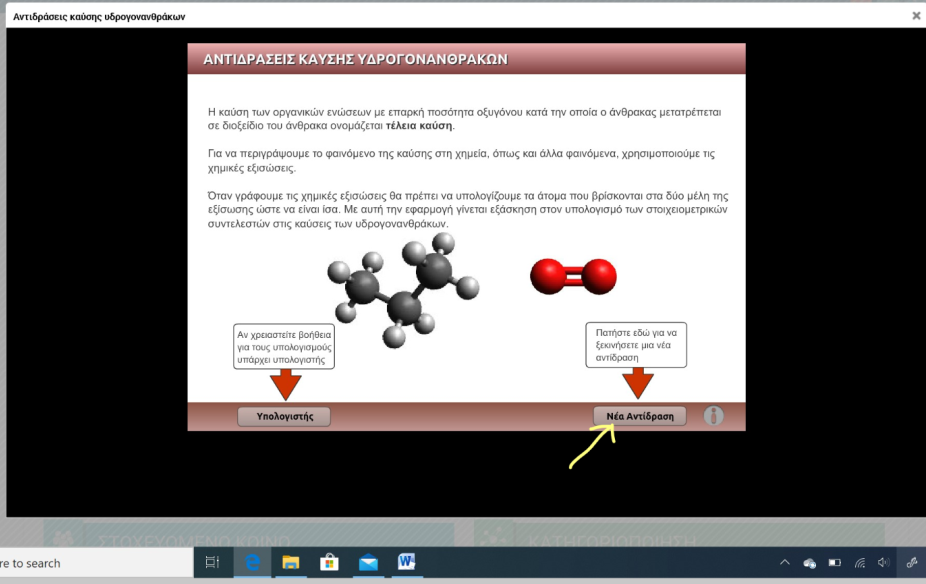 Αντιδράσεις καύσης υδρογονανθράκων
ΑΝΤΙΔΡΑΣΕΙΣ ΚΑΥΣΗΣ ΥΔΡΟΓΟΝΑΝΘΡΑΚΩΝ
Η καύση των οργανικών ενώσεων με επαρκή ποσότητα οξυγόνου κατά την οποία ο άνθρακας μετατρέπεται
σε διοξείδιο του άνθρακα ονομάζεται τέλεια καύση.
Για να περιγράψουμε το φαινόμενο της καύσης στη χημεία, όπως και άλλα φαινόμενα, χρησιμοποιούμε τις
χημικές εξισώσεις.
Όταν γράφουμε τις χημικές εξισώσεις θα πρέπει να υπολογίζουμε τα άτομα που βρίσκονται στα δύο μέλη της
εξίσωσης ώστε να είναι ίσα. Με αυτή την εφαρμογή γίνεται εξάσκηση στον υπολογισμό των στοιχειομετρικών
συντελεστών στις καύσεις των υδρογονανθράκων.
Αν χρειαστείτε βοήθεια
για τους υπολογισμούς
υπάρχει υπολογιστής
Πατήστε εδώ για να
ξεκινήσετε μια νέα
αντίδραση
Υπολογιστής
Νέα Αντίδραση
ΣΤΟΧΕΥΟΜΕΝΟ ΚΟΙΝΟ
ΚΑΤΗΓΟΡΙΟΠΟΙΗΣΗ
re to search